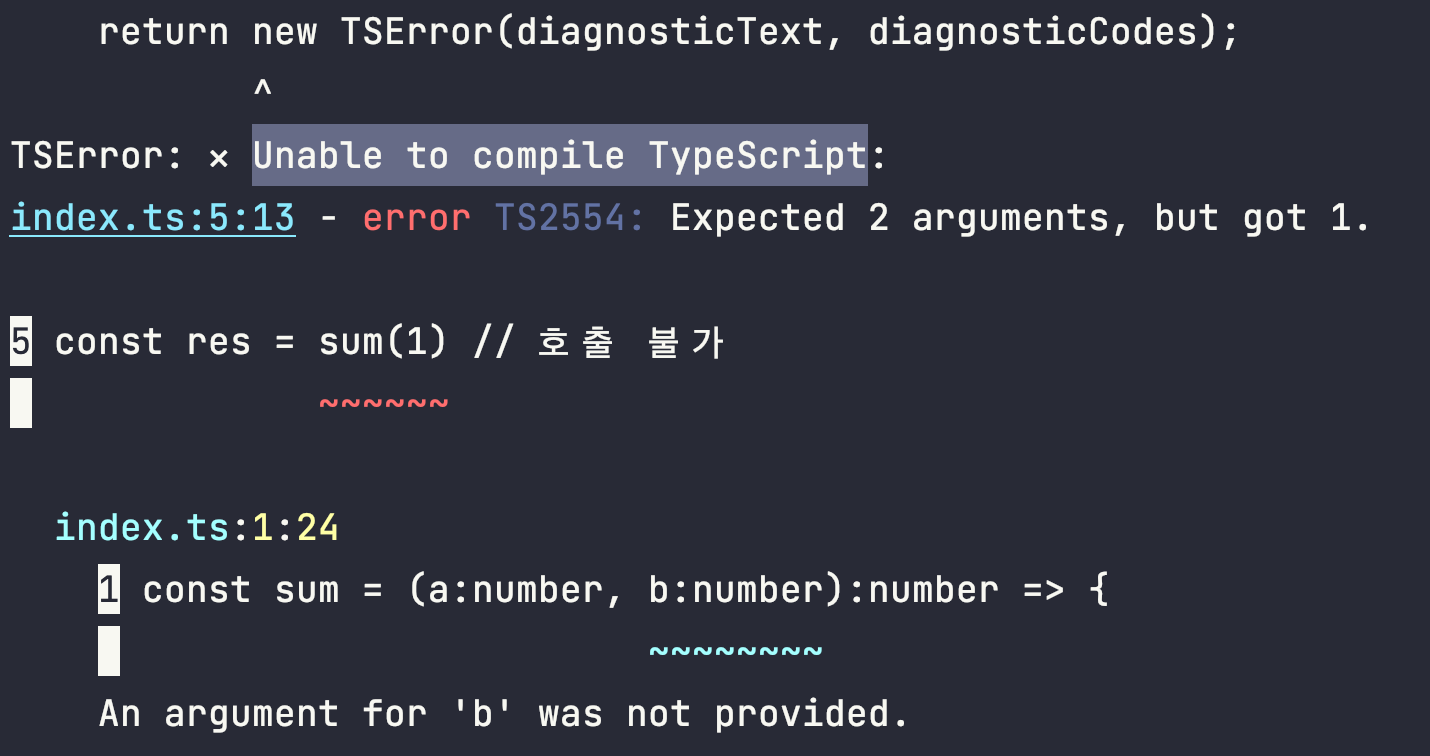 return new TSError(diagnosticText, diagnosticCodes);
^
TSError: ⨯ Unable to compile TypeScript:
index.ts:5:13 - error TS2554: Expected 2 arguments, but got 1.
5 const res = sum(1) // 호출 불가
~~~~~~
index.ts:1:24
1 const sum = (a:number, b:number):number => {
~~~~~~~~
An argument for 'b' was not provided.